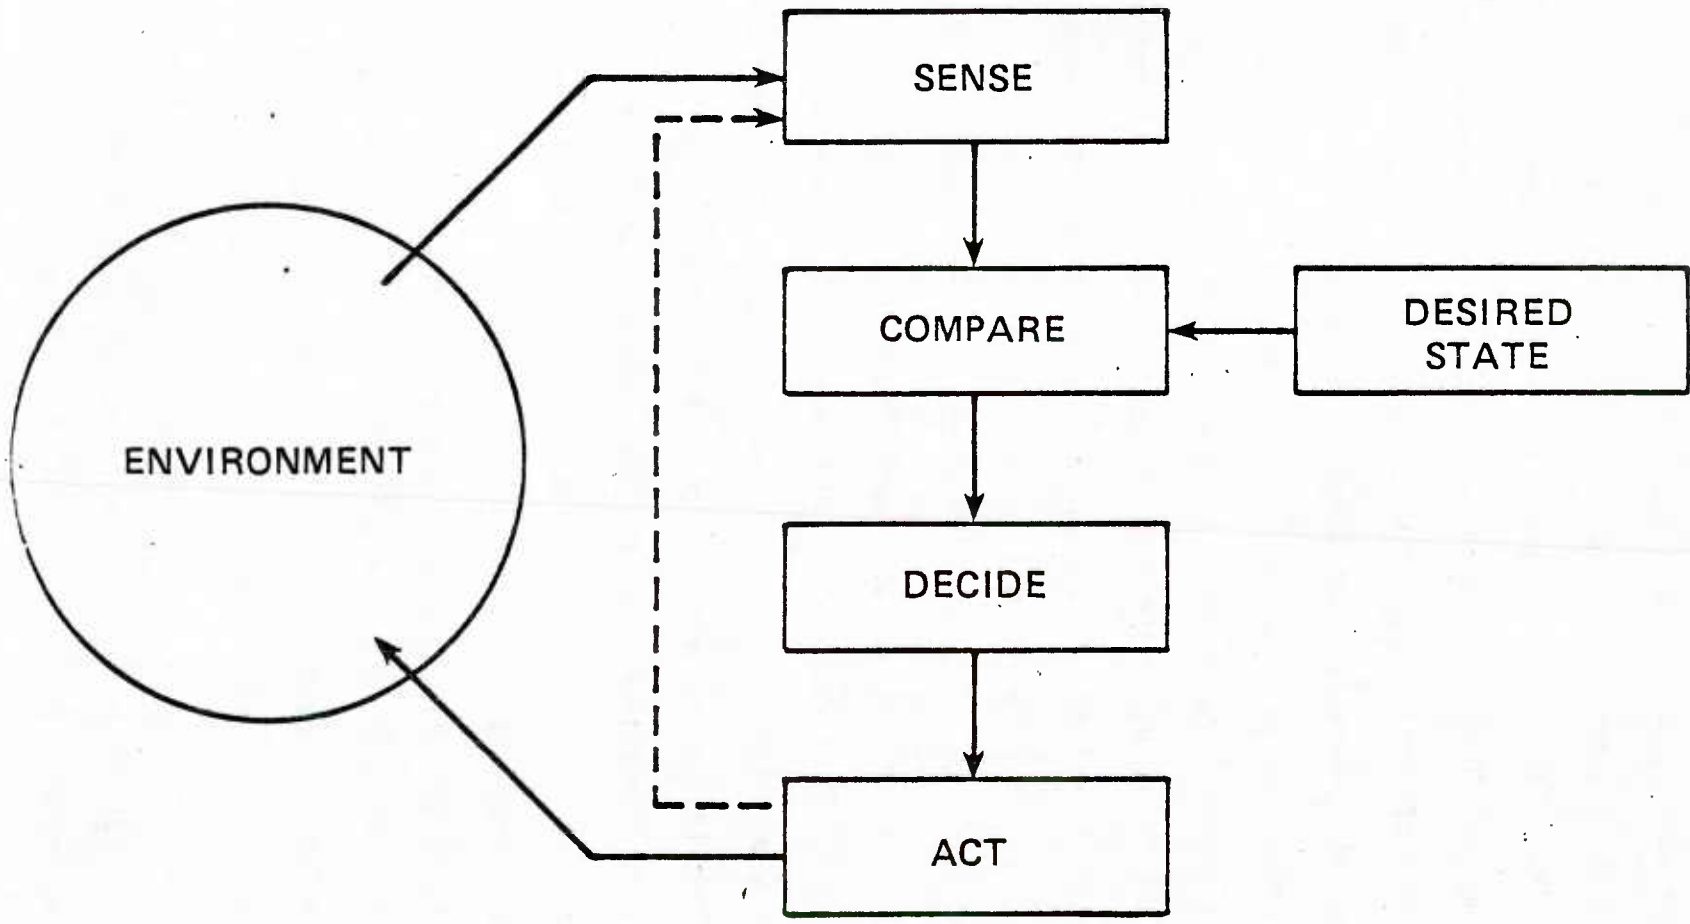 SENSE
COMPARE
DESIRED
STATE
ENVIRONMENT
DECIDE
ACT